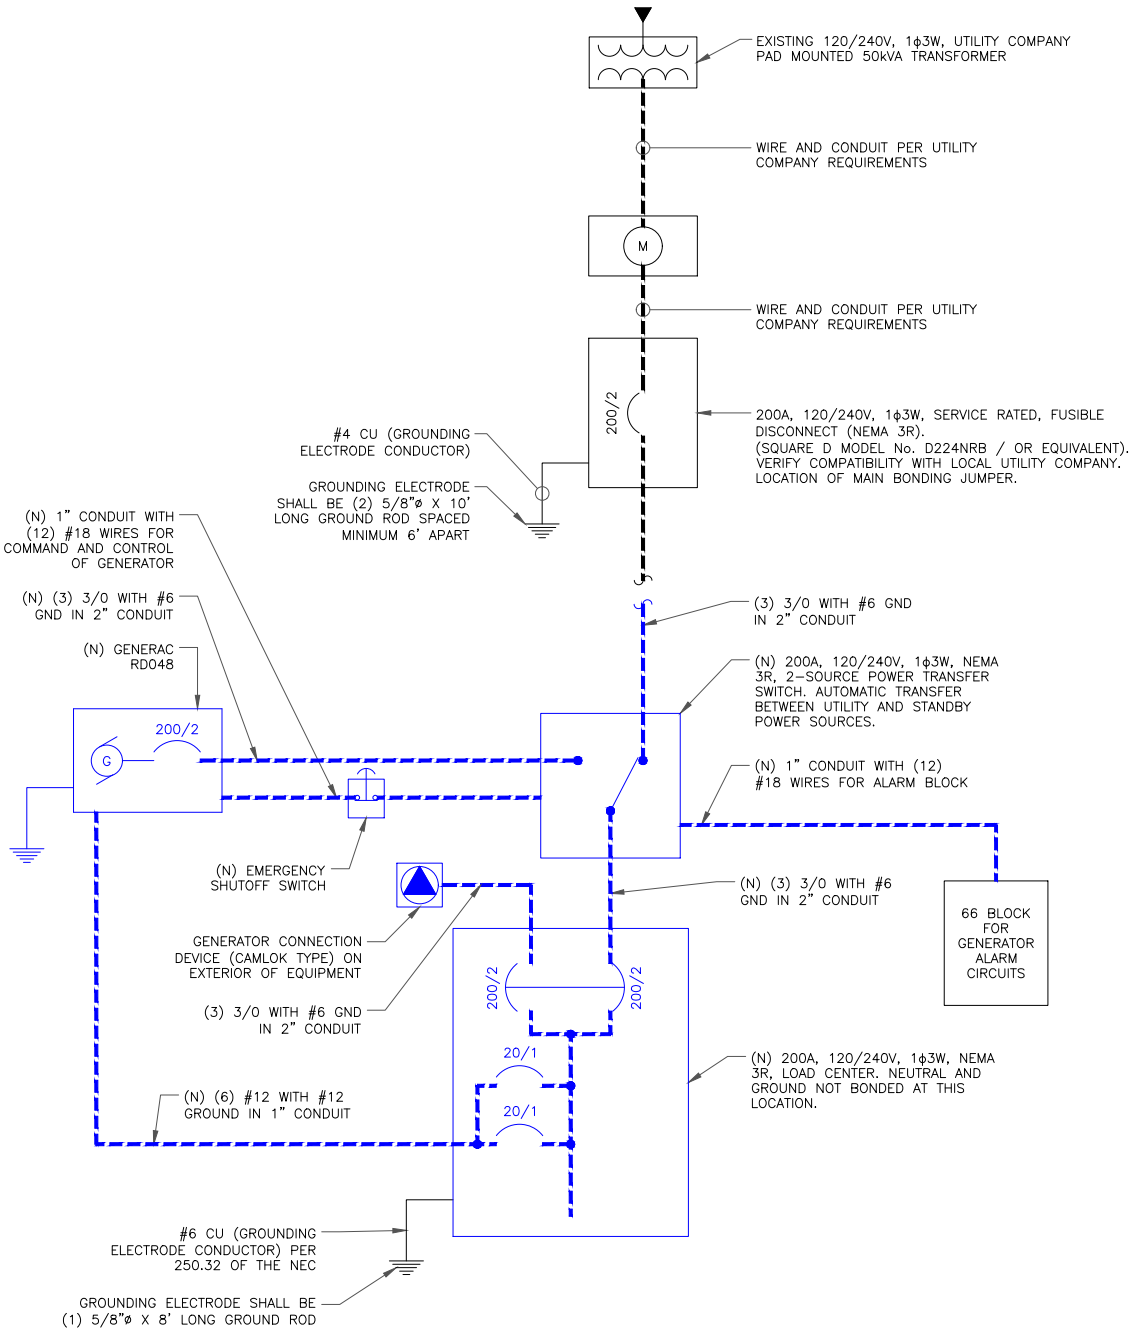 EXISTING 120/240V, 1ϕ3W, UTILITY COMPANY
PAD MOUNTED 50kVA TRANSFORMER
WIRE AND CONDUIT PER UTILITY
COMPANY REQUIREMENTS
M
WIRE AND CONDUIT PER UTILITY
COMPANY REQUIREMENTS
200/2
200A, 120/240V, 1ϕ3W, SERVICE RATED, FUSIBLE
DISCONNECT (NEMA 3R).
(SQUARE D MODEL No. D224NRB / OR EQUIVALENT).
VERIFY COMPATIBILITY WITH LOCAL UTILITY COMPANY.
LOCATION OF MAIN BONDING JUMPER.
#4 CU (GROUNDING
ELECTRODE CONDUCTOR)
GROUNDING ELECTRODE
SHALL BE (2) 5/8"ø X 10'
LONG GROUND ROD SPACED
MINIMUM 6' APART
(N) 1" CONDUIT WITH
(12) #18 WIRES FOR
COMMAND AND CONTROL
OF GENERATOR
(N) (3) 3/0 WITH #6
GND IN 2" CONDUIT
(N) GENERAC
RD048
(3) 3/0 WITH #6 GND
IN 2" CONDUIT
(N) 200A, 120/240V, 1ϕ3W, NEMA
3R, 2-SOURCE POWER TRANSFER
SWITCH. AUTOMATIC TRANSFER
BETWEEN UTILITY AND STANDBY
POWER SOURCES.
200/2
G
(N) 1" CONDUIT WITH (12)
#18 WIRES FOR ALARM BLOCK
(N) EMERGENCY
SHUTOFF SWITCH
(N) (3) 3/0 WITH #6
GND IN 2" CONDUIT
66 BLOCK
FOR
GENERATOR
ALARM
CIRCUITS
GENERATOR CONNECTION
DEVICE (CAMLOK TYPE) ON
EXTERIOR OF EQUIPMENT
200/2
200/2
(3) 3/0 WITH #6 GND
IN 2" CONDUIT
20/1
(N) 200A, 120/240V, 1ϕ3W, NEMA
3R, LOAD CENTER. NEUTRAL AND
GROUND NOT BONDED AT THIS
LOCATION.
(N) (6) #12 WITH #12
GROUND IN 1" CONDUIT
20/1
#6 CU (GROUNDING
ELECTRODE CONDUCTOR) PER
250.32 OF THE NEC
GROUNDING ELECTRODE SHALL BE
(1) 5/8"ø X 8' LONG GROUND ROD